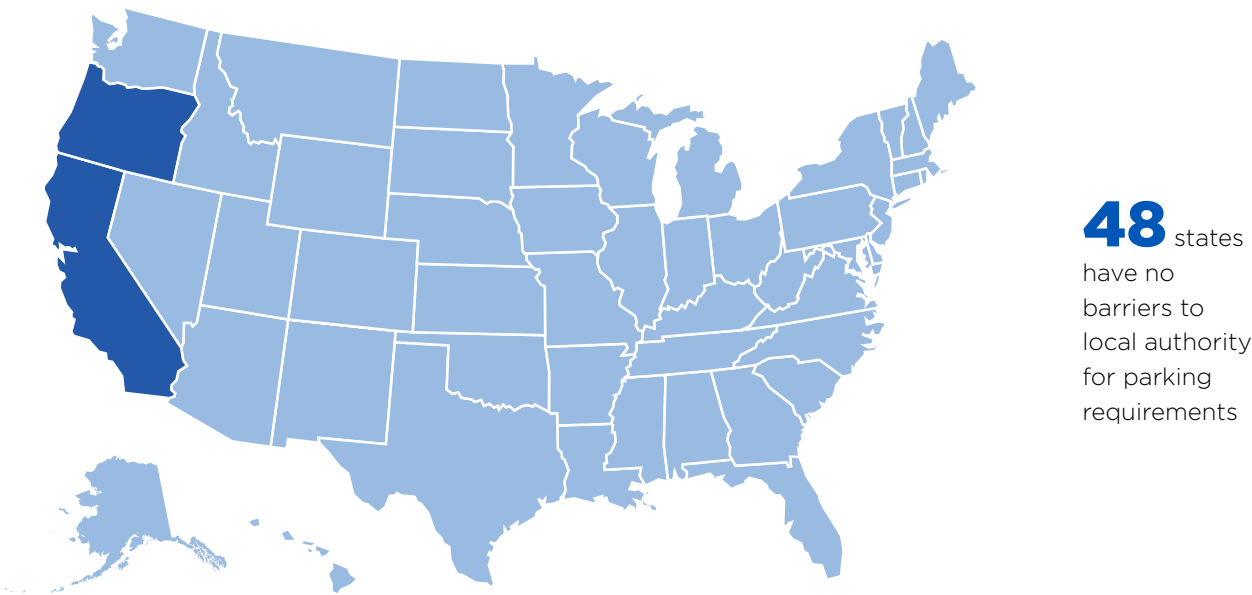 48 states
have no
barriers to
local authority
for parking
requirements